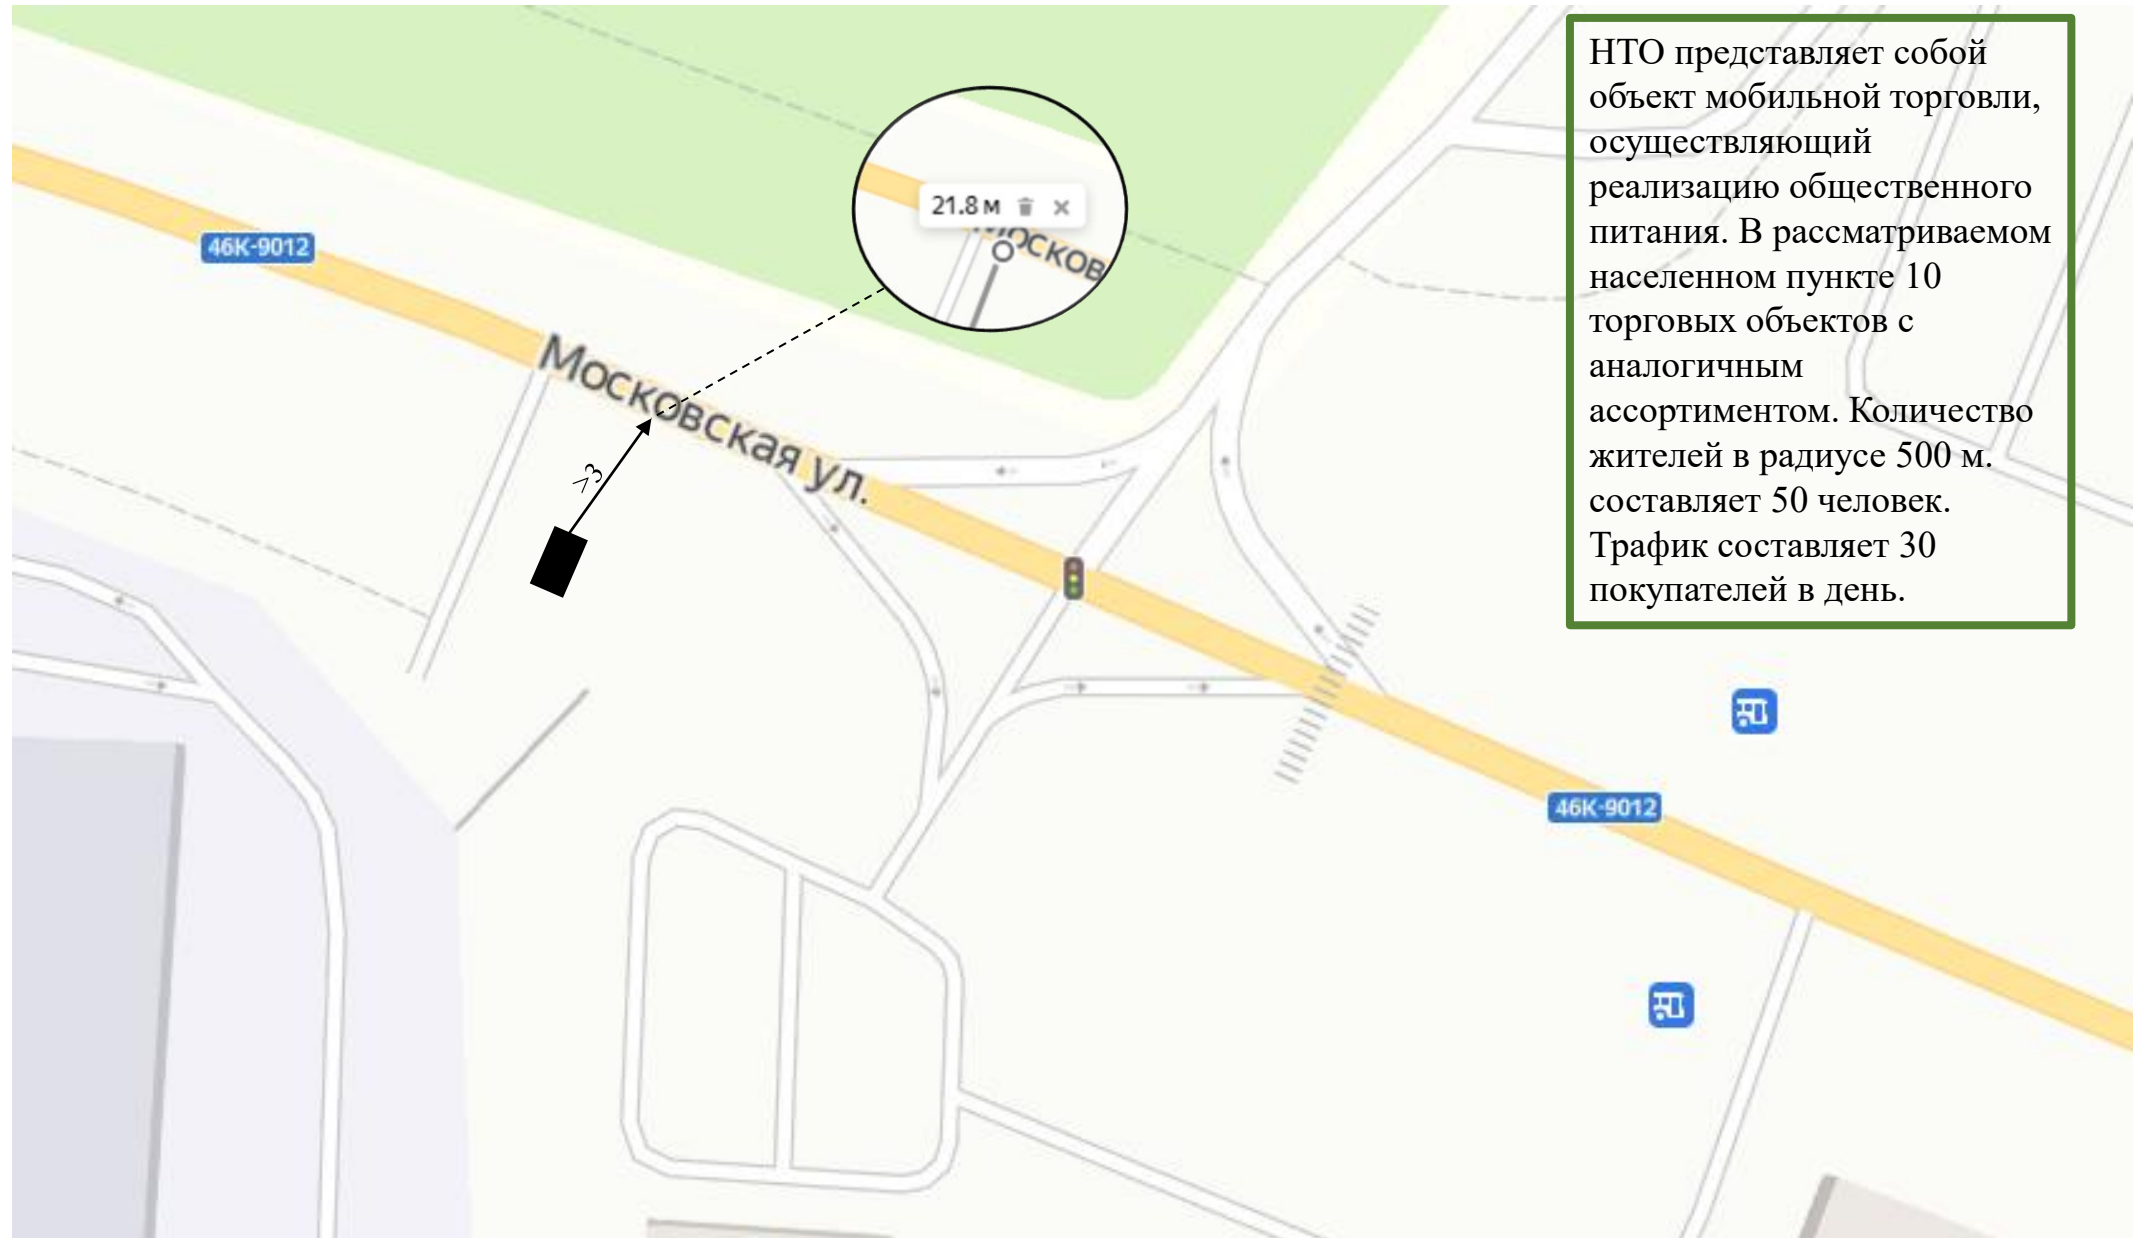 НТО представляет собой
объект мобильной торговли,
осуществляющий
реализацию общественного
питания. В рассматриваемом
населенном пункте 10
торговых объектов с
аналогичным
ассортиментом. Количество
жителей в радиусе 500 м.
составляет 50 человек.
Трафик составляет 30
покупателей в день.
21.8 м
Москов
46К-9012
Московская ул.
>3
46К-9012